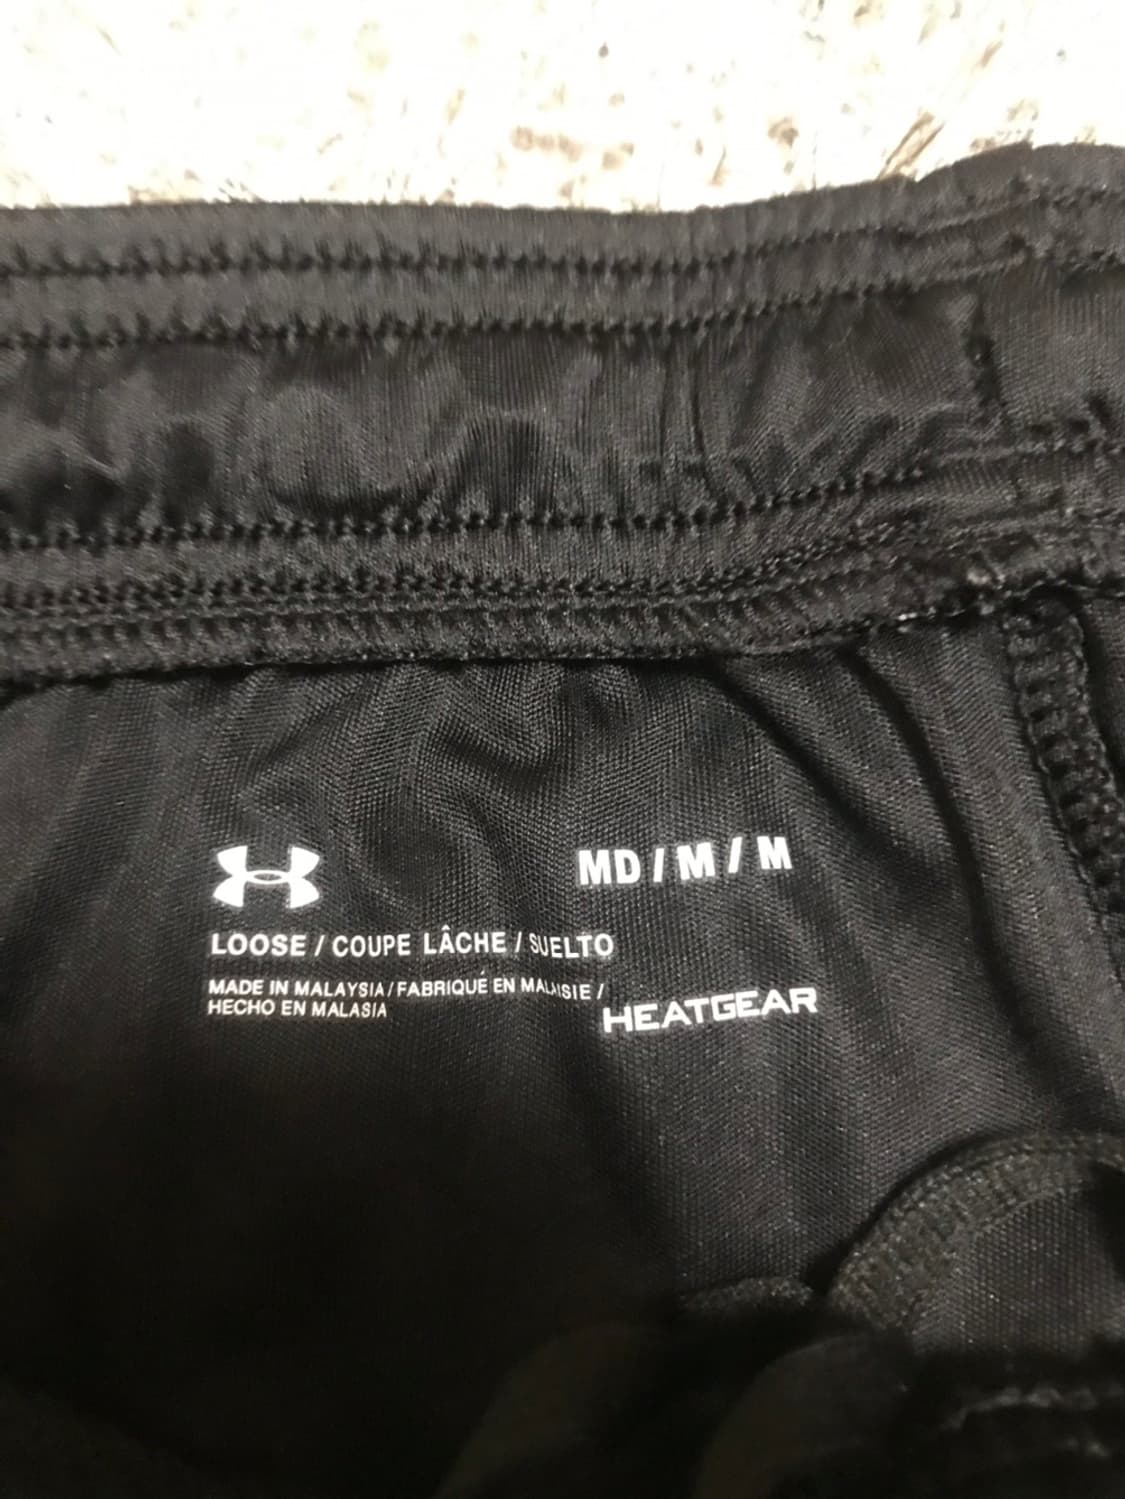 MD / M / M
LOOSE / COUPE LÂCHE / SUELTO
MADE IN MALAYSIA / FABRIQUÉ EN MALAISIE /
HECHO EN MALASIA
HEATGEAR